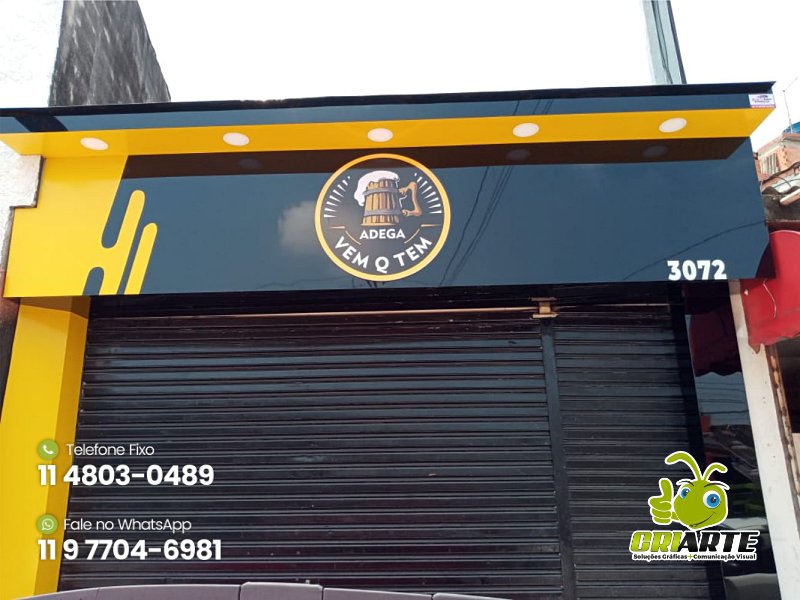 ADEGA
VEM Q TEM
3072
Telefone Fixo
11 4803-0489
Fale no WhatsApp
11 9 7704-6981
CRIARTE
Soluções Gráficas+Comunicação Visual